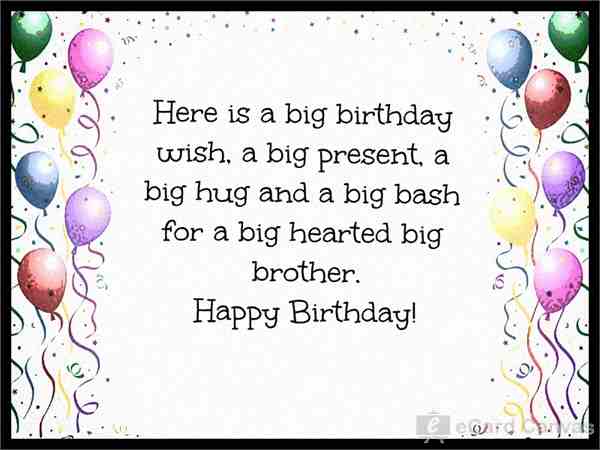 Here is a big birthday
wish, a big present, a
big hug and a big bash
for a big hearted big
brother.
Happy Birthday!
eCard Canvas